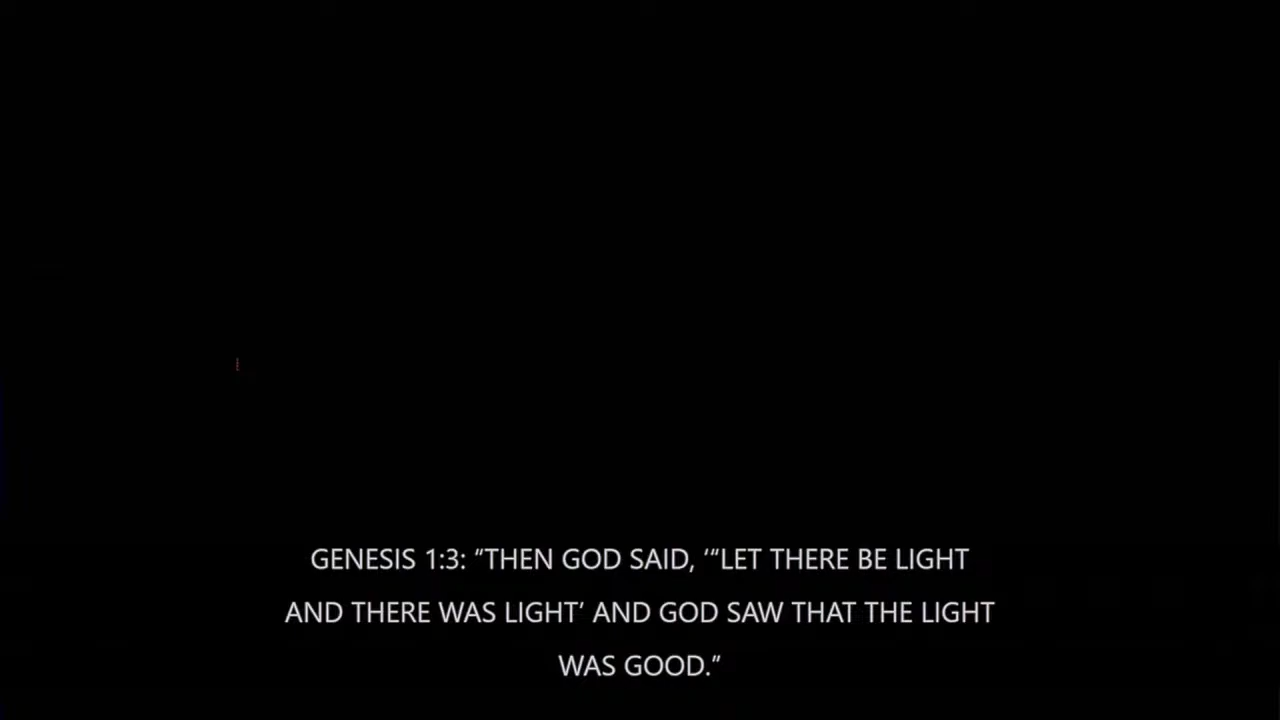 GENESIS 1:3: “THEN GOD SAID, ‘“LET THERE BE LIGHT
AND THERE WAS LIGHT’ AND GOD SAW THAT THE LIGHT
WAS GOOD.”